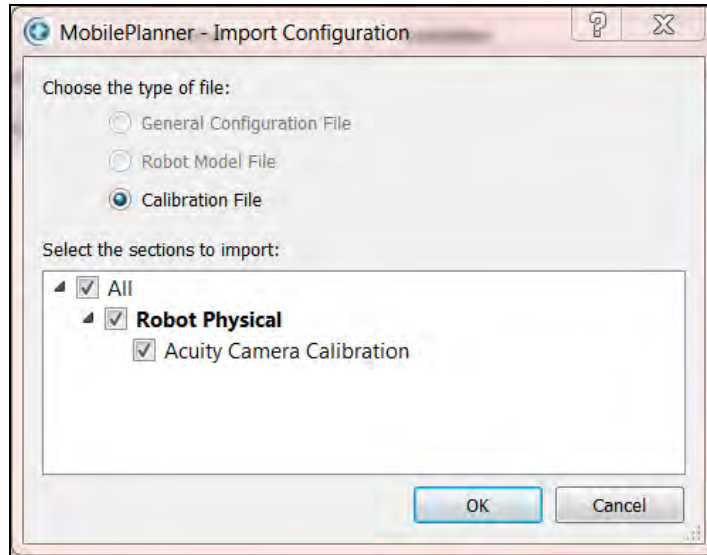 MobilePlanner - Import Configuration
Choose the type of file:
General Configuration File
Robot Model File
Calibration File
Select the sections to import:
All
Robot Physical
Acuity Camera Calibration
OK Cancel